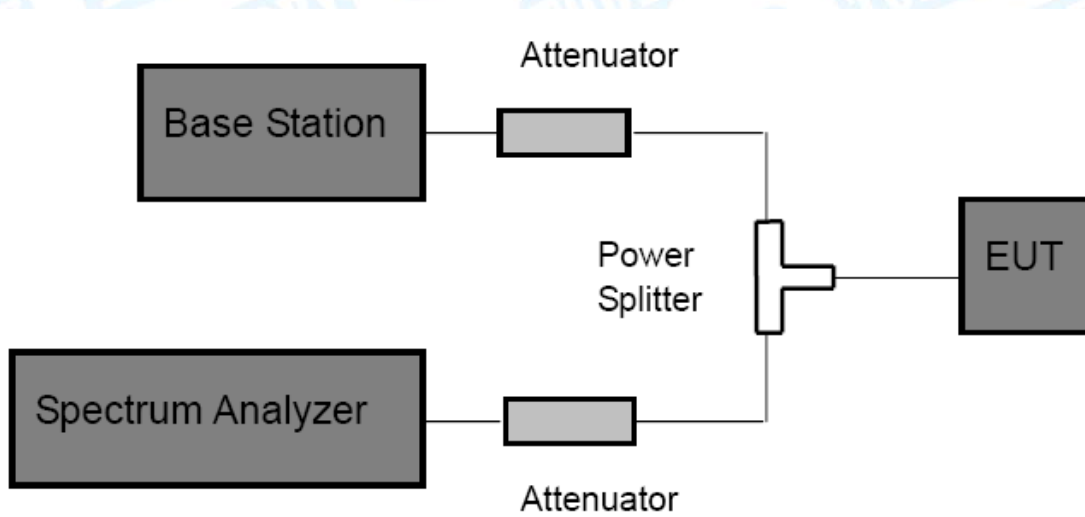 Attenuator
Base Station
Power
Splitter
EUT
Spectrum Analyzer
Attenuator